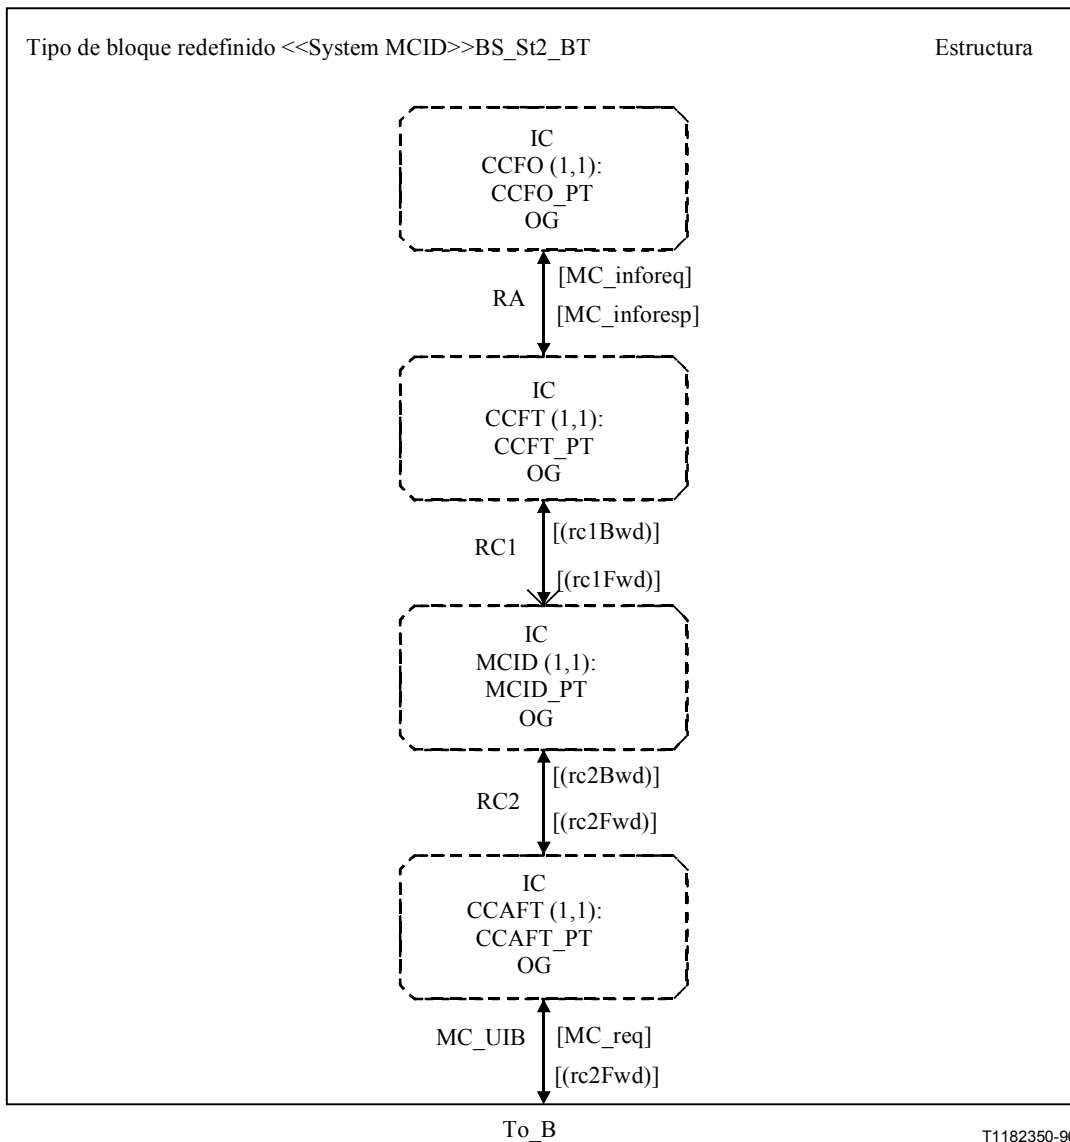 Tipo de bloque redefinido <<System MCID>>BS_St2_BT Estructura
IC
CCFO (1,1):
CCFO_PT
OG
[MC_inforeq]
RA
[MC_inforesp]
IC
CCFT (1,1):
CCFT_PT
OG
[(rc1Bwd)]
RC1
[(rc1Fwd)]
IC
MCID (1,1):
MCID_PT
OG
[(rc2Bwd)]
RC2
[(rc2Fwd)]
IC
CCAFT (1,1):
CCAFT_PT
OG
MC_UIB [MC_req]
[(rc2Fwd)]
To_B